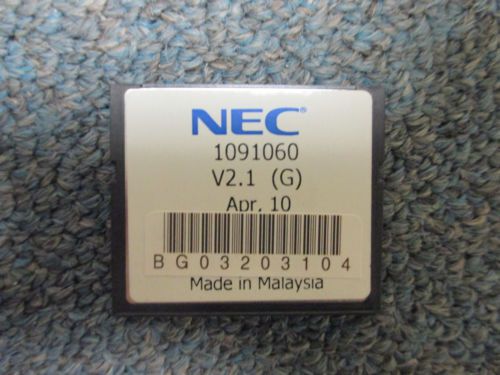 NEC
1091060
V2.1 (G)
Apr, 10
BG03203104
Made in Malaysia